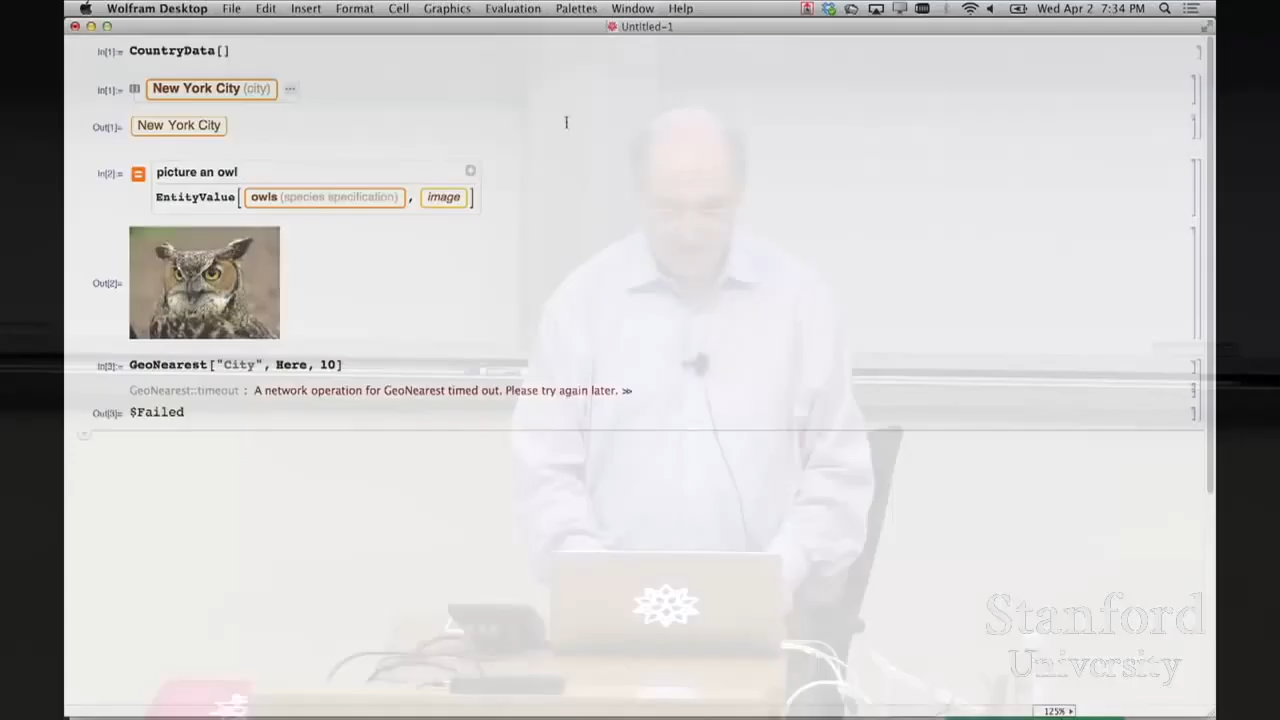 Wolfram Desktop File Edit Insert Format Cell Graphics Evaluation Palettes Window Help Wed Apr 2 7:34 PM
Untitled-1
In[1]:= CountryData[]
In[1]:= New York City (city)
Out[1]= New York City
In[2]:= picture an owl
EntityValue[ owls (species specification) , image ]
Out[2]=
In[3]:= GeoNearest["City", Here, 10]
GeoNearest::timeout : A network operation for GeoNearest timed out. Please try again later. ≫
Out[3]= $Failed
Stanford
University
125%